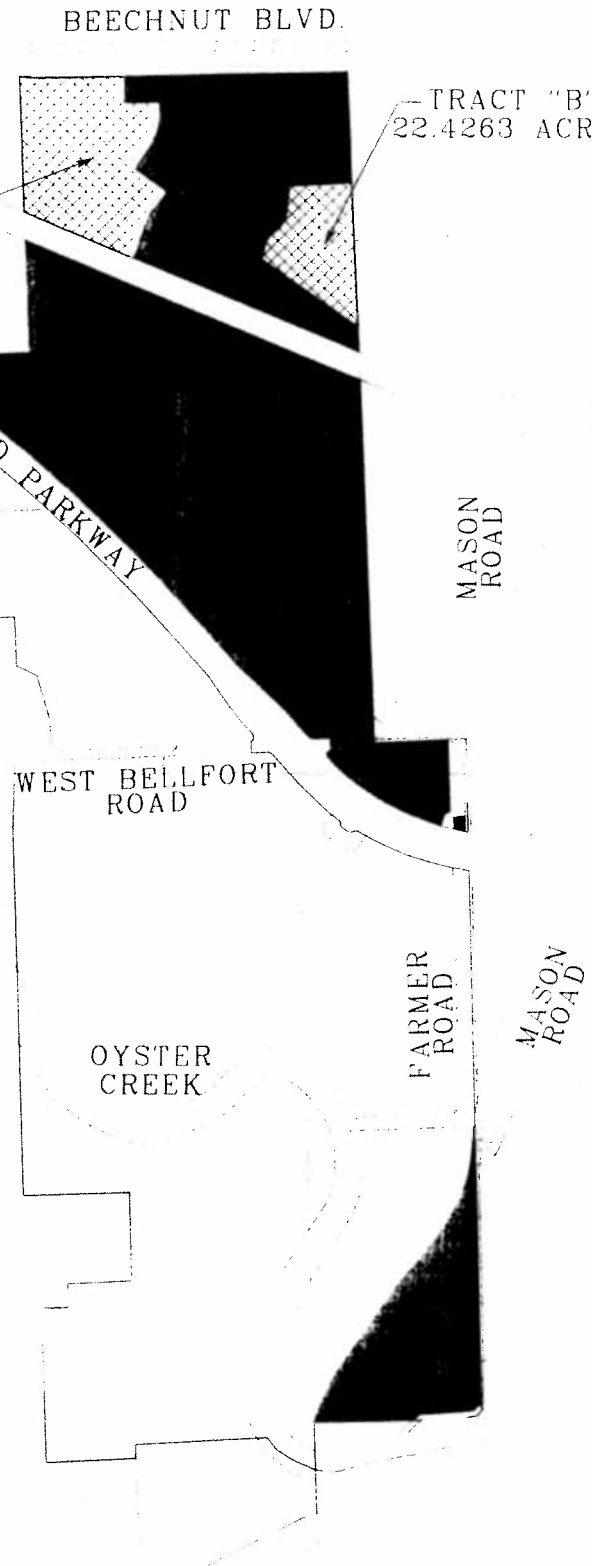 BEECHNUT BLVD.
TRACT "B"
22.4263 ACR
PARKWAY
MASON
ROAD
WEST BELLFORT
ROAD
FARMER
ROAD
MASON
ROAD
OYSTER
CREEK